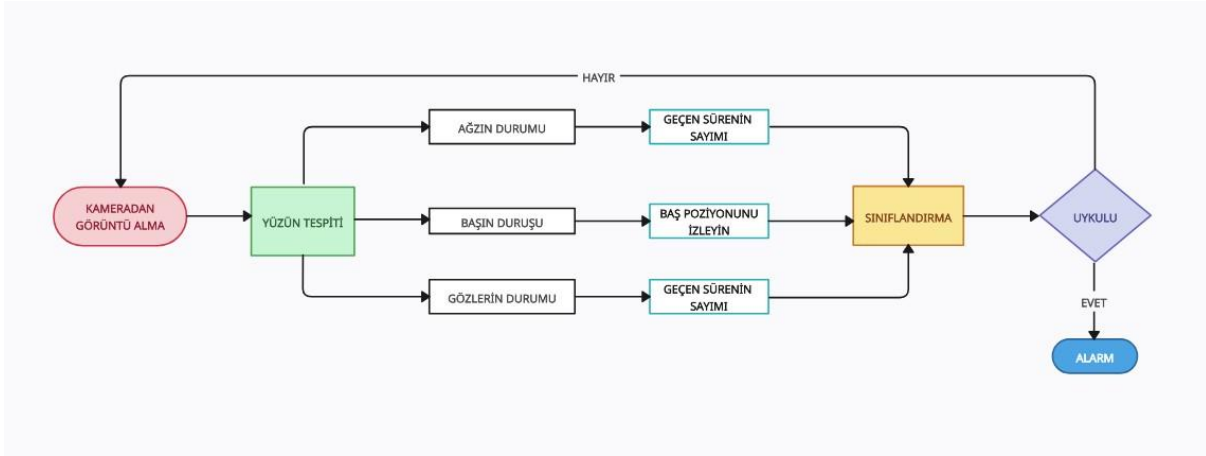 HAYIR
AĞZIN DURUMU
GEÇEN SÜRENİN
SAYIMI
KAMERADAN
GÖRÜNTÜ ALMA
YÜZÜN TESPİTİ
BAŞIN DURUŞU
BAŞ POZİYONUNU
İZLEYİN
SINIFLANDIRMA
UYKULU
GÖZLERİN DURUMU
GEÇEN SÜRENİN
SAYIMI
EVET
ALARM